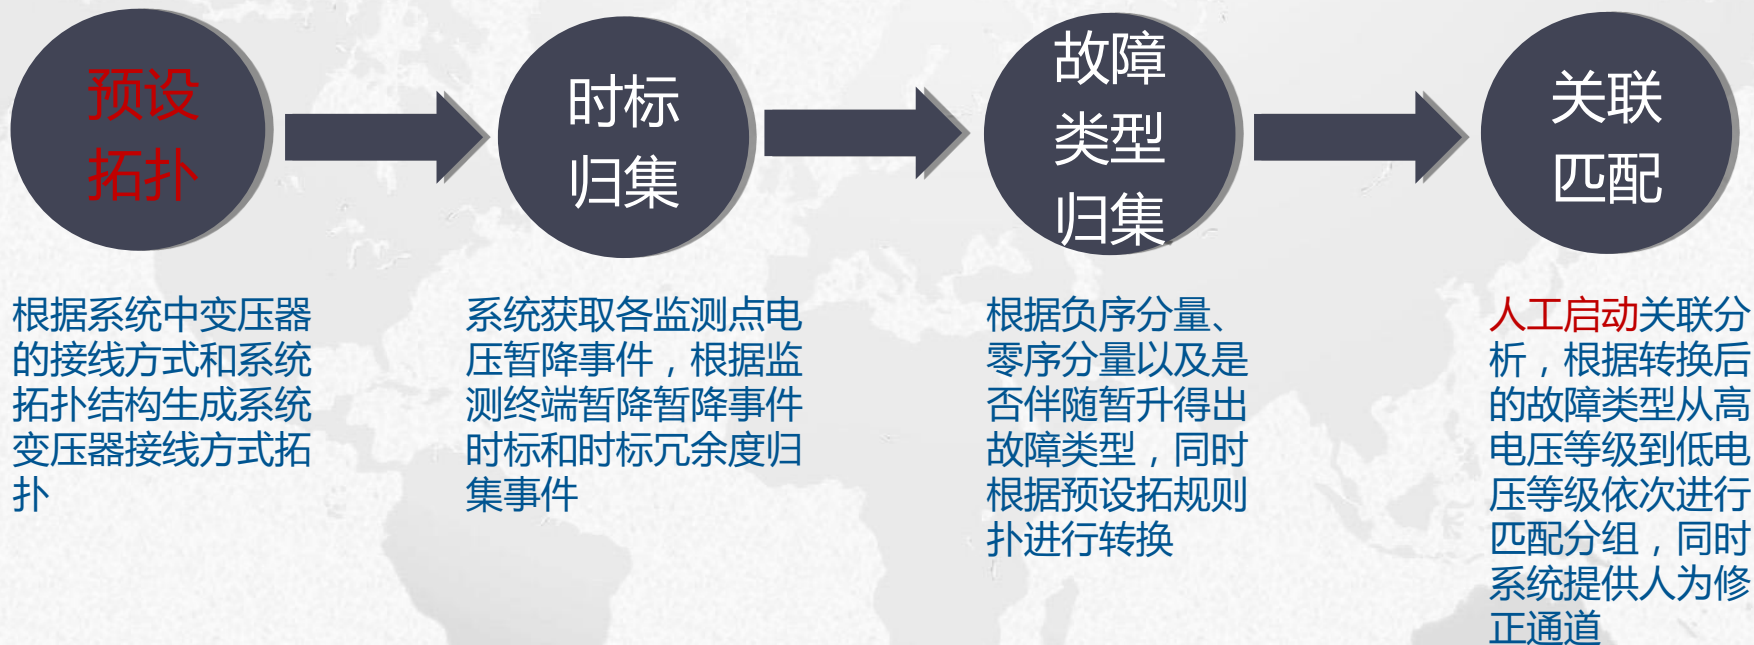 预设
拓扑
时标
归集
故障
类型
归集
关联
匹配
根据系统中变压器
的接线方式和系统
拓扑结构生成系统
变压器接线方式拓
扑
系统获取各监测点电
压暂降事件，根据监
测终端暂降暂降事件
时标和时标冗余度归
集事件
根据负序分量、
零序分量以及是
否伴随暂升得出
故障类型，同时
根据预设拓规则
扑进行转换
人工启动关联分
析，根据转换后
的故障类型从高
电压等级到低电
压等级依次进行
匹配分组，同时
系统提供人为修
正通道